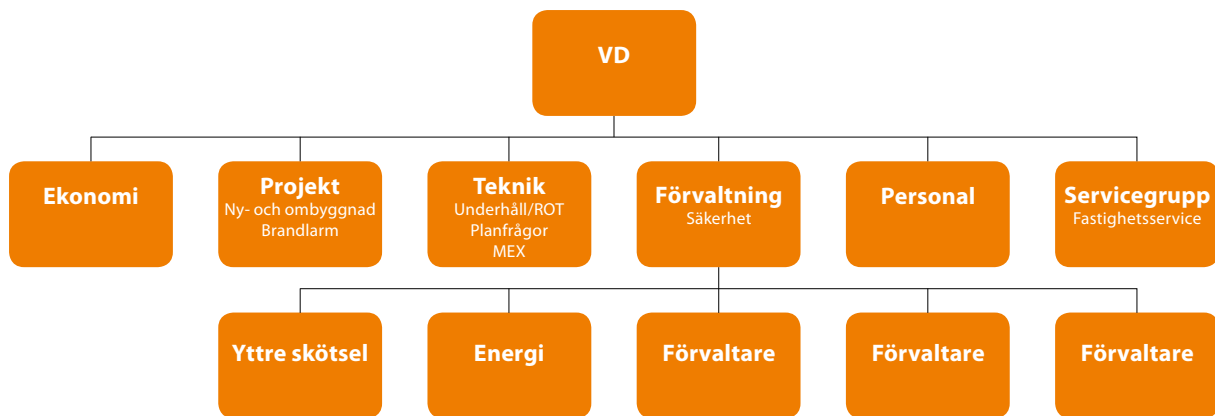 VD
Ekonomi
Projekt
Ny- och ombyggnad
Brandlarm
Teknik
Underhåll/ROT
Planfrågor
MEX
Förvaltning
Säkerhet
Personal
Servicegrupp
Fastighetsservice
Yttre skötsel
Energi
Förvaltare
Förvaltare
Förvaltare